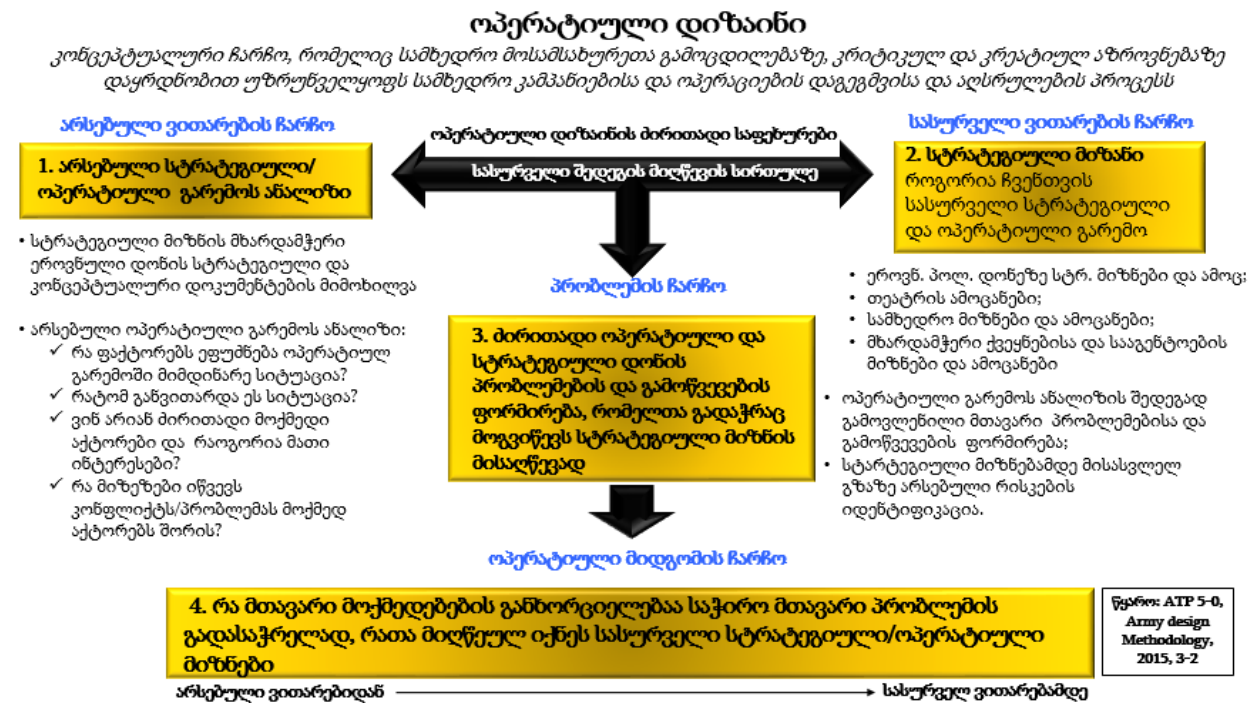 ოპერატიული დიზაინი
კონცეპტუალური ჩარჩო, რომელიც სამხედრო მოსამსახურეთა გამოცდილებაზე, კრიტიკულ და კრეატიულ აზროვნებაზე
დაყრდნობით უზრუნველყოფს სამხედრო კამპანიებისა და ოპერაციების დაგეგმვისა და აღსრულების პროცესს
არსებული ვითარების ჩარჩო
1. არსებული სტრატეგიული/
ოპერატიული გარემოს ანალიზი
• სტრატეგიული მიზნის მხარდამჭერი
ეროვნული დონის სტრატეგიული და
კონცეპტუალური დოკუმენტების მიმოხილვა
• არსებული ოპერატიული გარემოს ანალიზი:
✓ რა ფაქტორებს ეფუძნება ოპერატიულ
გარემოში მიმდინარე სიტუაცია?
✓ რატომ განვითარდა ეს სიტუაცია?
✓ ვინ არიან ძირითადი მოქმედი
აქტორები და რაოგორია მათი
ინტერესები?
✓ რა მიზეზები იწვევს
კონფლიქტს/პრობლემას მოქმედ
აქტორებს შორის?
ოპერატიული დიზაინის ძირითადი საფეხურები
სასურველი შედეგის მიღწევის სირთულე
პრობლემის ჩარჩო
3. ძირითადი ოპერატიული და
სტრატეგიული დონის
პრობლემების და გამოწვევების
ფორმირება, რომელთა გადაჭრაც
მოგვიწევს სტრატეგიული მიზნის
მისაღწევად
სასურველი ვითარების ჩარჩო
2. სტრატეგიული მიზანი
როგორია ჩვენთვის
სასურველი სტრატეგიული
და ოპერატიული გარემო
• ეროვნ. პოლ. დონეზე სტრ. მიზნები და ამოც;
• თეატრის ამოცანები;
• სამხედრო მიზნები და ამოცანები;
• მხარდამჭერი ქვეყნებისა და სააგენტოების
მიზნები და ამოცანები
• ოპერატიული გარემოს ანალიზის შედეგად
გამოვლენილი მთავარი პრობლემებისა და
გამოწვევების ფორმირება;
• სტარტეგიული მიზნებამდე მისასვლელ
გზაზე არსებული რისკების
იდენტიფიკაცია.
ოპერატიული მიდგომის ჩარჩო
4. რა მთავარი მოქმედებების განხორციელებაა საჭირო მთავარი პრობლემის
გადასაჭრელად, რათა მიღწეულ იქნეს სასურველი სტრატეგიული/ოპერატიული
მიზნები
წყარო: ATP 5-0,
Army design
Methodology,
2015, 3-2
არსებული ვითარებიდან
სასურველ ვითარებამდე